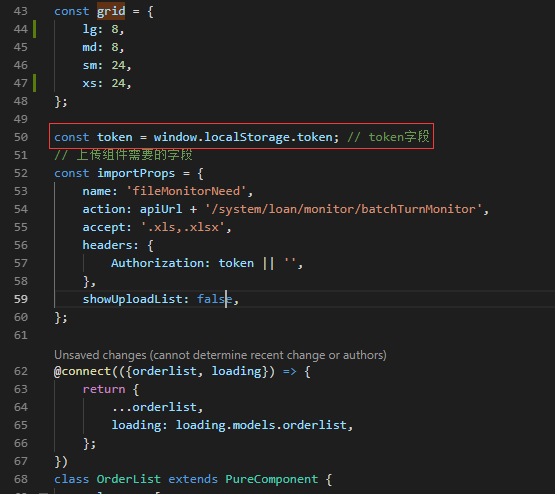 43 const grid = {
44 lg: 8,
45 md: 8,
46 sm: 24,
47 xs: 24,
48 };
49
50 const token = window.localStorage.token; // token字段
51 // 上传组件需要的字段
52 const importProps = {
53 name: 'fileMonitorNeed',
54 action: apiUrl + '/system/loan/monitor/batchTurnMonitor',
55 accept: '.xls,.xlsx',
56 headers: {
57 Authorization: token || '',
58 },
59 showUploadList: false,
60 };
61
Unsaved changes (cannot determine recent change or authors)
62 @connect(({orderlist, loading}) => {
63 return {
64 ...orderlist,
65 loading: loading.models.orderlist,
66 };
67 })
68 class OrderList extends PureComponent {